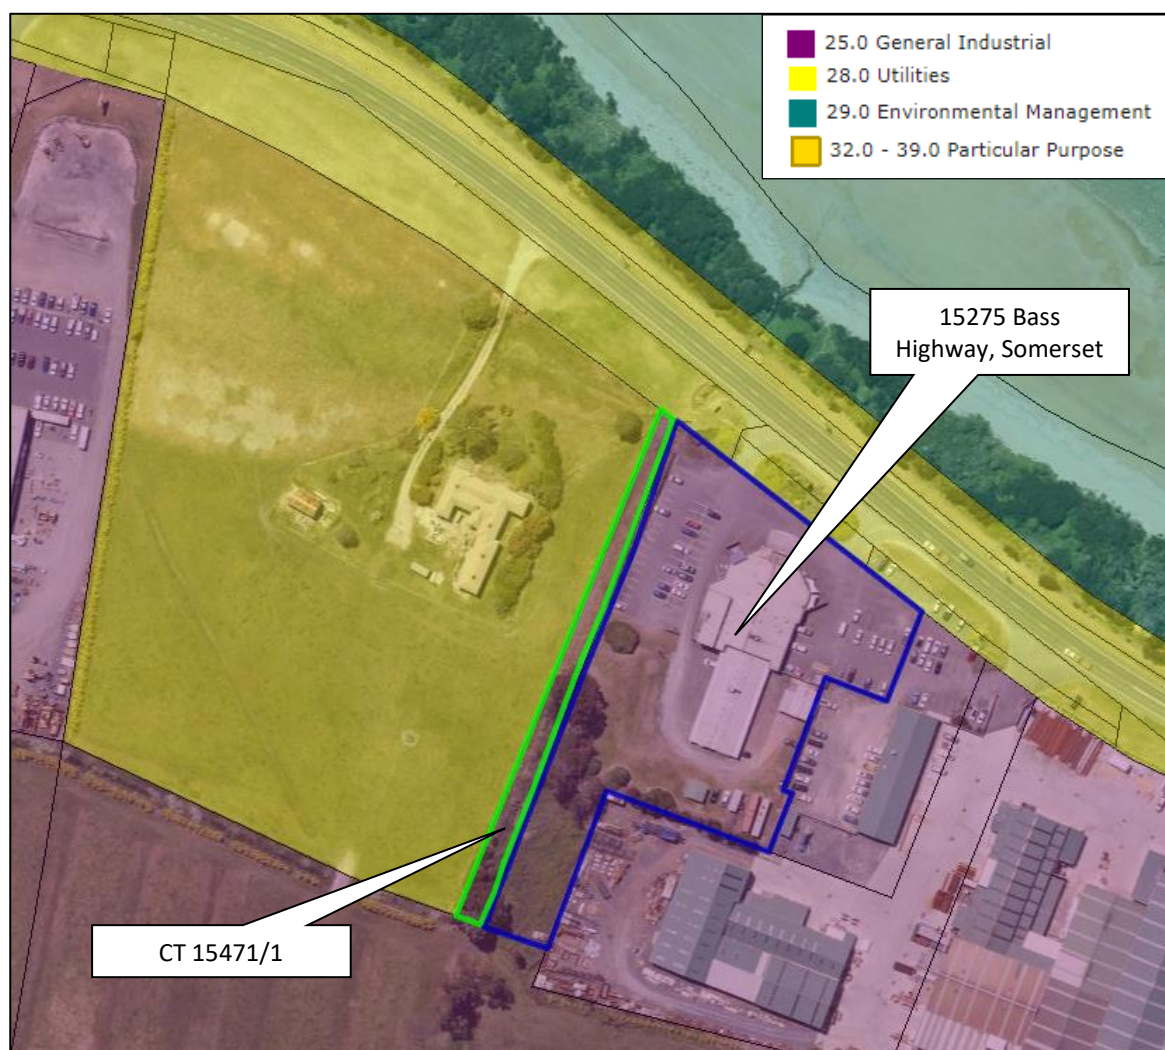 25.0 General Industrial
28.0 Utilities
29.0 Environmental Management
32.0 - 39.0 Particular Purpose
15275 Bass
Highway, Somerset
CT 15471/1